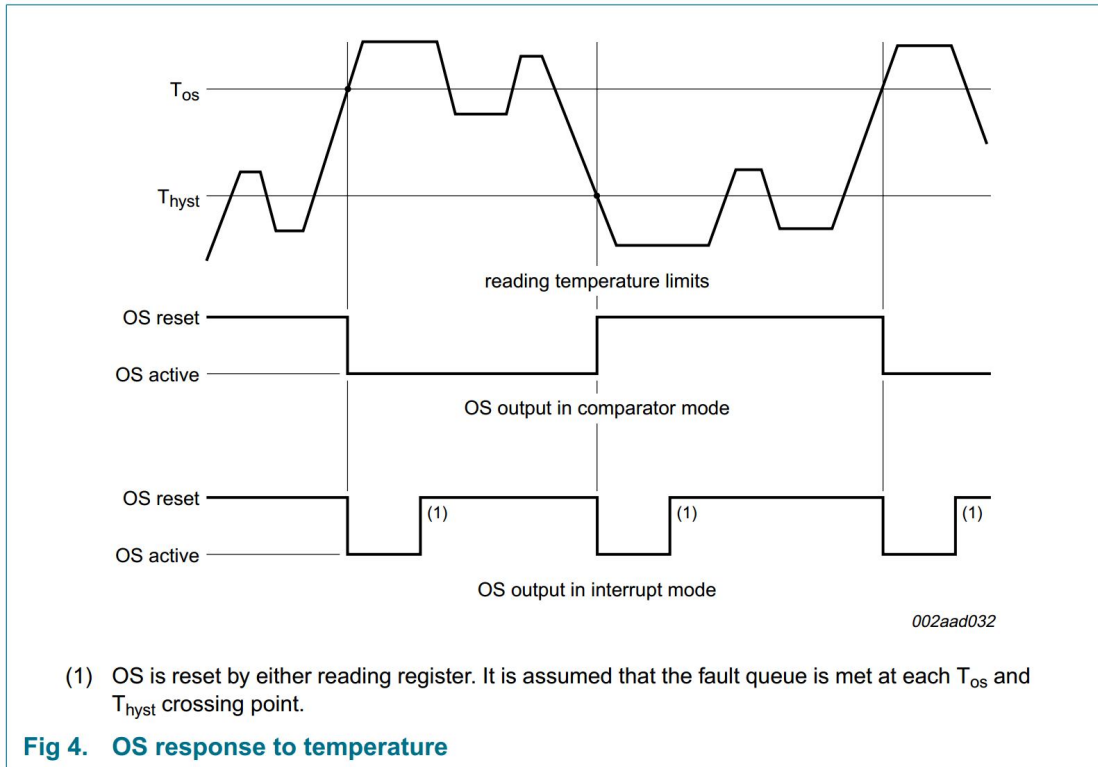 Tos
Thyst
reading temperature limits
OS reset
OS active
OS output in comparator mode
OS reset
(1) (1) (1)
OS active
OS output in interrupt mode
002aad032
(1) OS is reset by either reading register. It is assumed that the fault queue is met at each Tos and
Thyst crossing point.
Fig 4. OS response to temperature